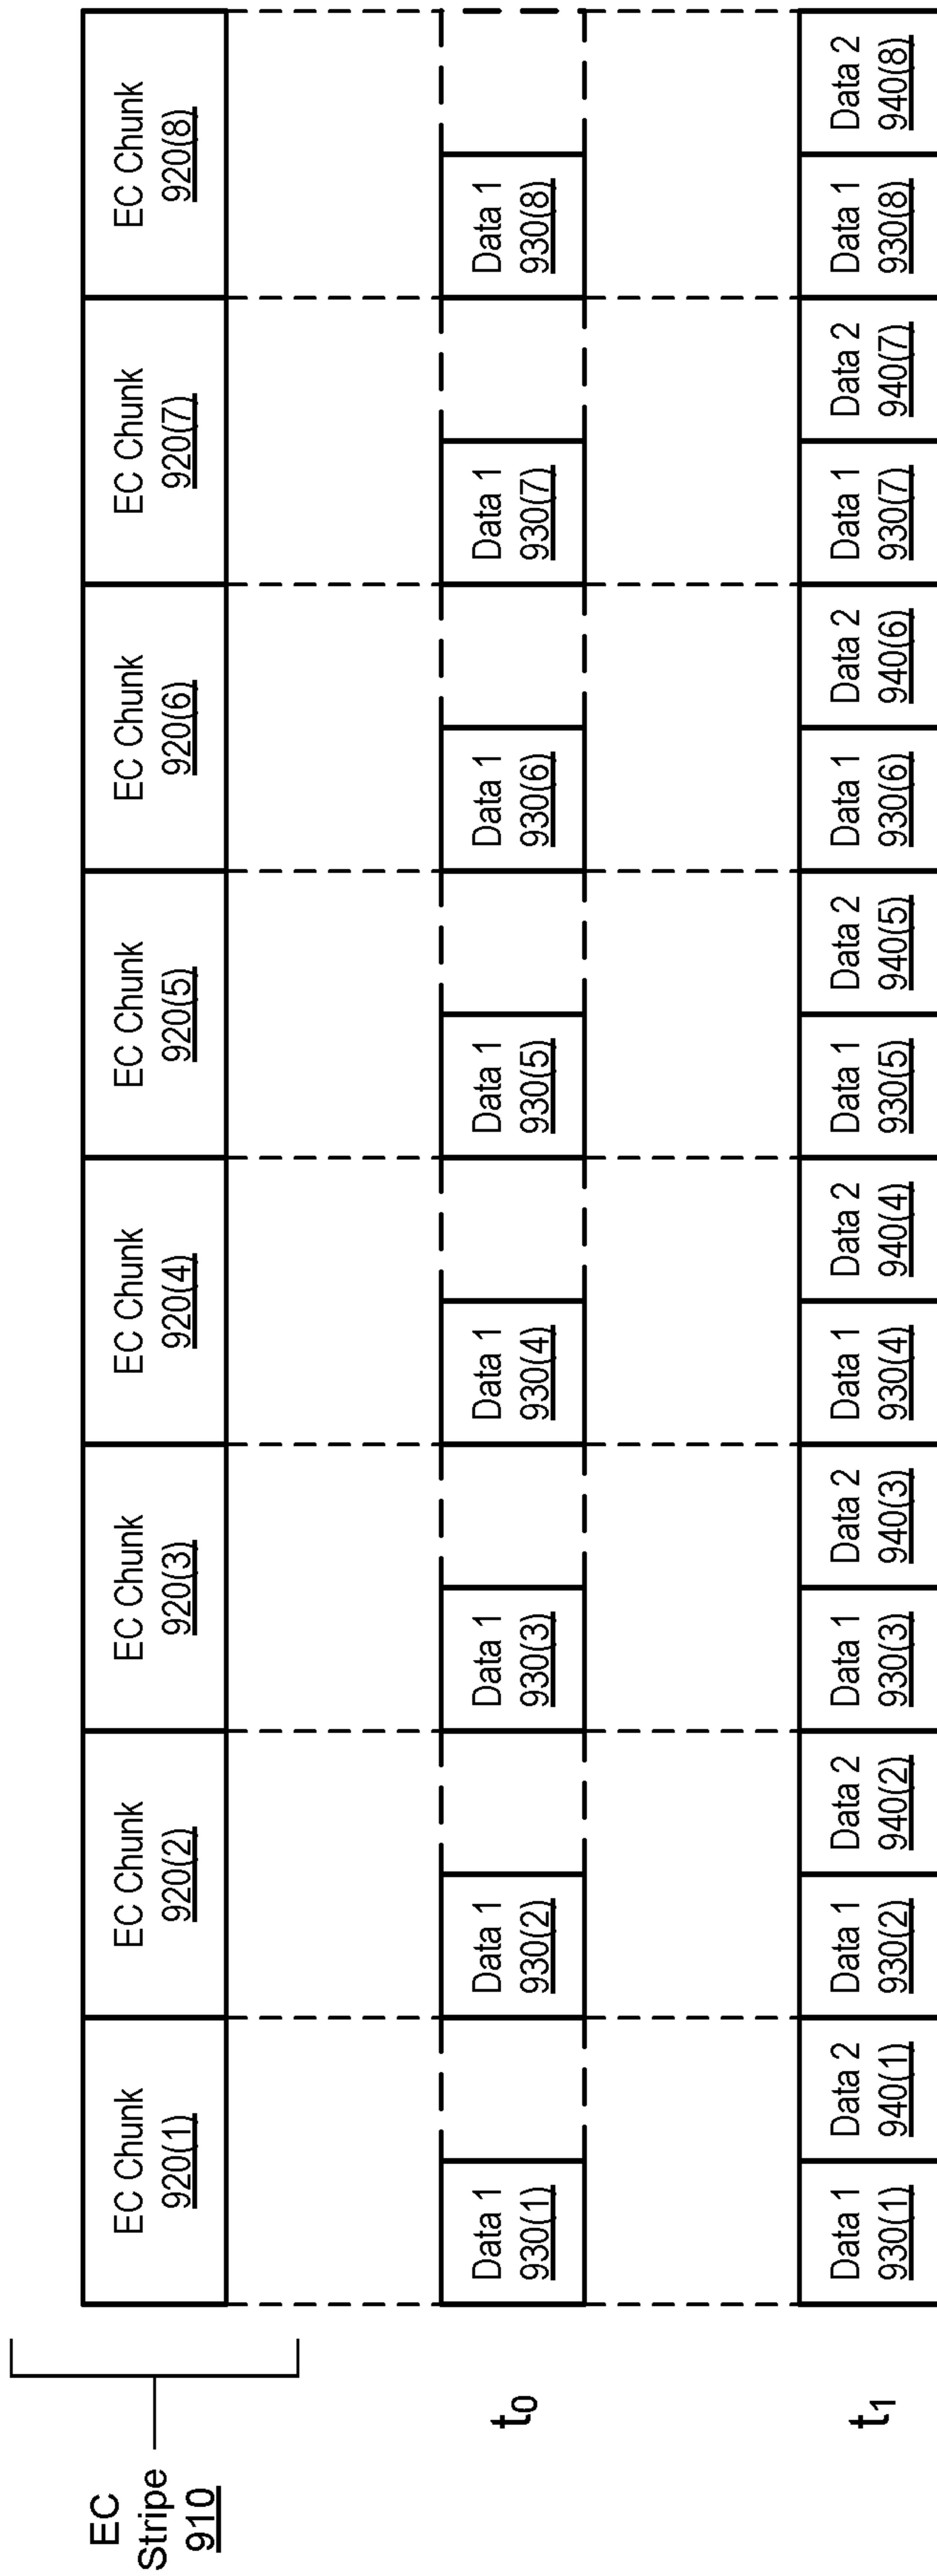 EC
Stripe
910
EC Chunk
920(1)
EC Chunk
920(2)
EC Chunk
920(3)
EC Chunk
920(4)
EC Chunk
920(5)
EC Chunk
920(6)
EC Chunk
920(7)
EC Chunk
920(8)
t0
Data 1
930(1)
Data 1
930(2)
Data 1
930(3)
Data 1
930(4)
Data 1
930(5)
Data 1
930(6)
Data 1
930(7)
Data 1
930(8)
t1
Data 1
930(1)
Data 2
940(1)
Data 1
930(2)
Data 2
940(2)
Data 1
930(3)
Data 2
940(3)
Data 1
930(4)
Data 2
940(4)
Data 1
930(5)
Data 2
940(5)
Data 1
930(6)
Data 2
940(6)
Data 1
930(7)
Data 2
940(7)
Data 1
930(8)
Data 2
940(8)